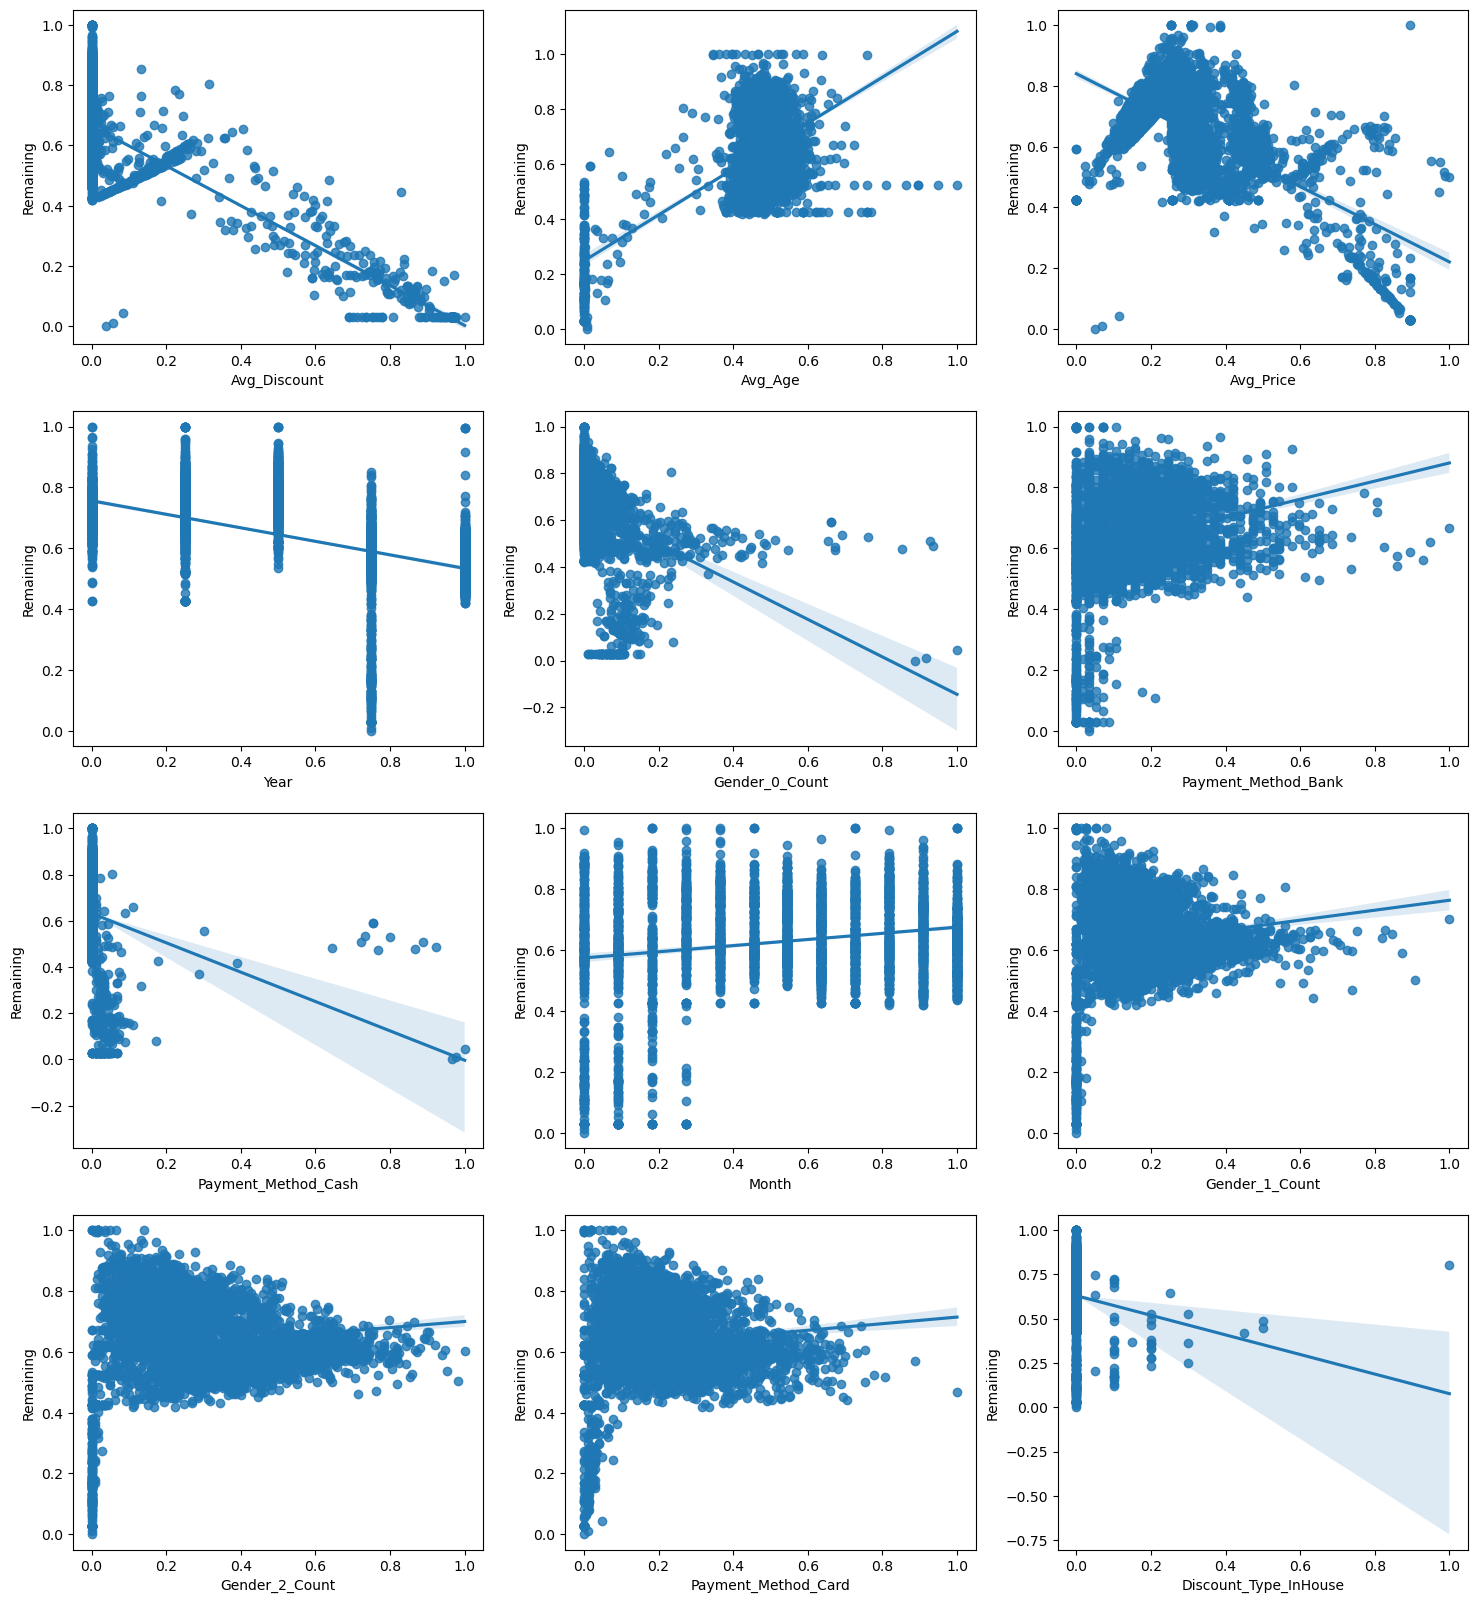 1.0
0.8
0.6
0.4
0.2
0.0
Remaining
0.0 0.2 0.4 0.6 0.8 1.0
Avg_Discount
1.0
0.8
0.6
0.4
0.2
0.0
Remaining
0.0 0.2 0.4 0.6 0.8 1.0
Avg_Age
1.0
0.8
0.6
0.4
0.2
0.0
Remaining
0.0 0.2 0.4 0.6 0.8 1.0
Avg_Price
1.0
0.8
0.6
0.4
0.2
0.0
Remaining
0.0 0.2 0.4 0.6 0.8 1.0
Year
1.0
0.8
0.6
0.4
0.2
0.0
−0.2
Remaining
0.0 0.2 0.4 0.6 0.8 1.0
Gender_0_Count
1.0
0.8
0.6
0.4
0.2
0.0
Remaining
0.0 0.2 0.4 0.6 0.8 1.0
Payment_Method_Bank
1.0
0.8
0.6
0.4
0.2
0.0
−0.2
Remaining
0.0 0.2 0.4 0.6 0.8 1.0
Payment_Method_Cash
1.0
0.8
0.6
0.4
0.2
0.0
Remaining
0.0 0.2 0.4 0.6 0.8 1.0
Month
1.0
0.8
0.6
0.4
0.2
0.0
Remaining
0.0 0.2 0.4 0.6 0.8 1.0
Gender_1_Count
1.0
0.8
0.6
0.4
0.2
0.0
Remaining
0.0 0.2 0.4 0.6 0.8 1.0
Gender_2_Count
1.0
0.8
0.6
0.4
0.2
0.0
Remaining
0.0 0.2 0.4 0.6 0.8 1.0
Payment_Method_Card
1.00
0.75
0.50
0.25
0.00
−0.25
−0.50
−0.75
Remaining
0.0 0.2 0.4 0.6 0.8 1.0
Discount_Type_InHouse